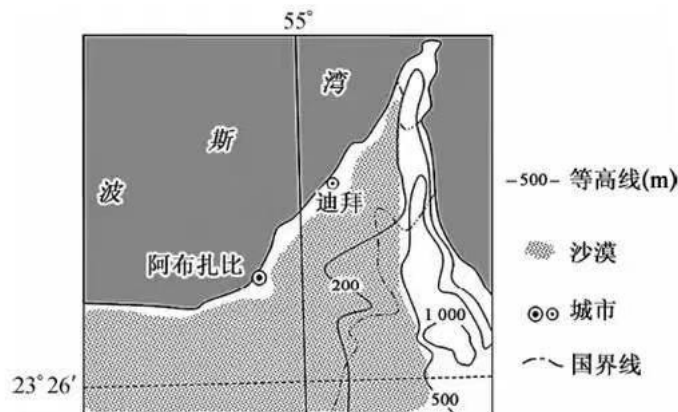 55°
湾
斯
波
迪拜
阿布扎比
200
1 000
500
23°26′
-500- 等高线(m)
沙漠
城市
国界线